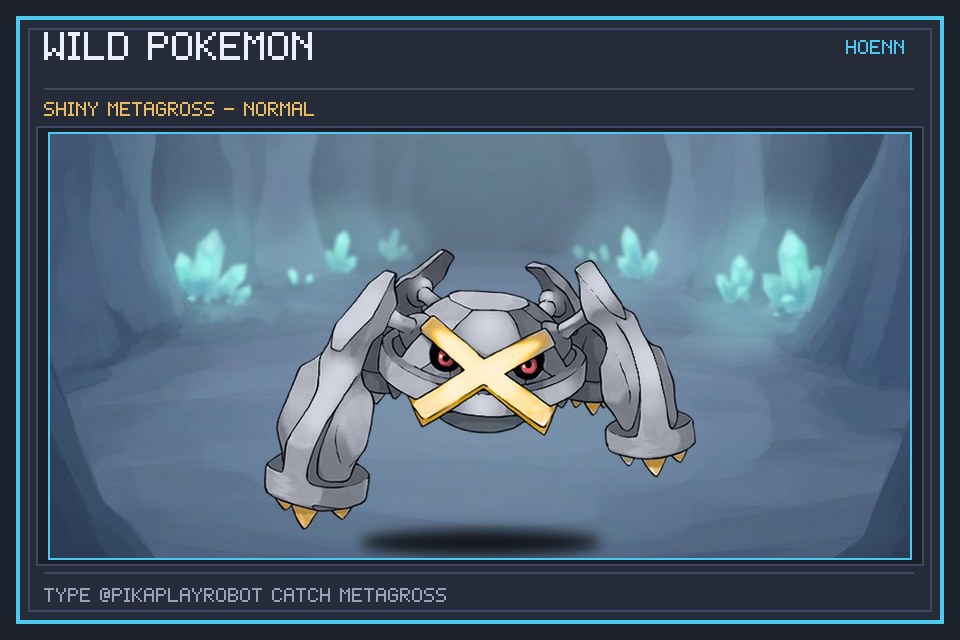 WILD POKEMON
HOENN
SHINY METAGROSS - NORMAL
TYPE @PIKAPLAYROBOT CATCH METAGROSS